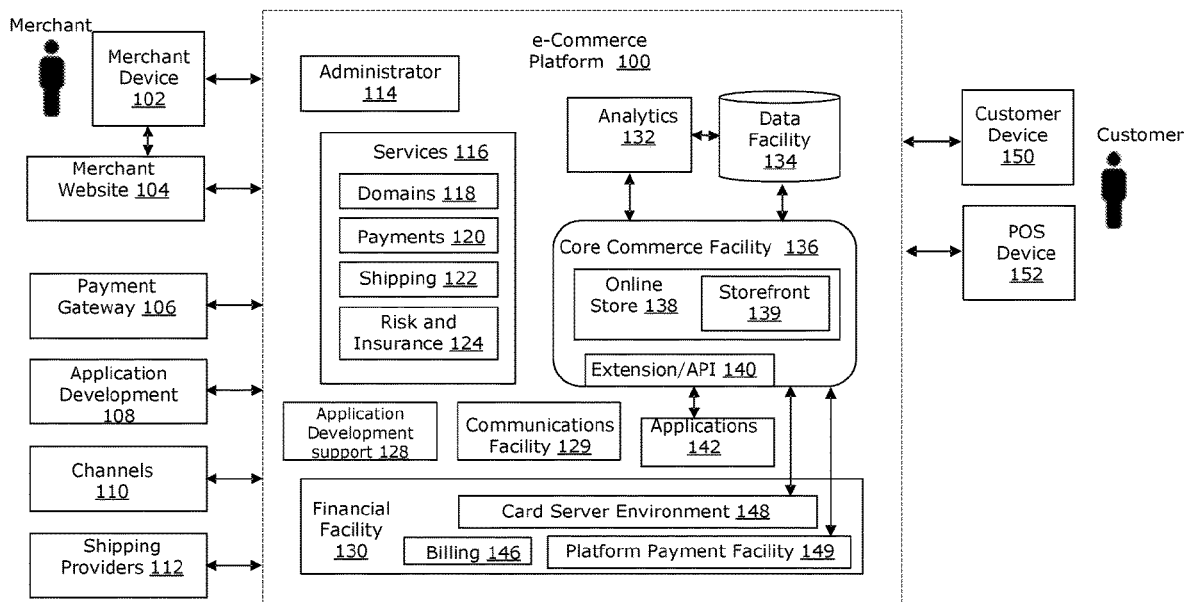 Merchant
Merchant
Device
102
Merchant
Website 104
Payment
Gateway 106
Application
Development
108
Channels
110
Shipping
Providers 112
e-Commerce
Platform 100
Administrator
114
Services 116
Domains 118
Payments 120
Shipping 122
Risk and
Insurance 124
Analytics
132
Data
Facility
134
Core Commerce Facility 136
Online
Store 138
Storefront
139
Extension/API 140
Application
Development
support 128
Communications
Facility 129
Applications
142
Financial
Facility
130
Card Server Environment 148
Billing 146
Platform Payment Facility 149
Customer
Device
150
Customer
POS
Device
152